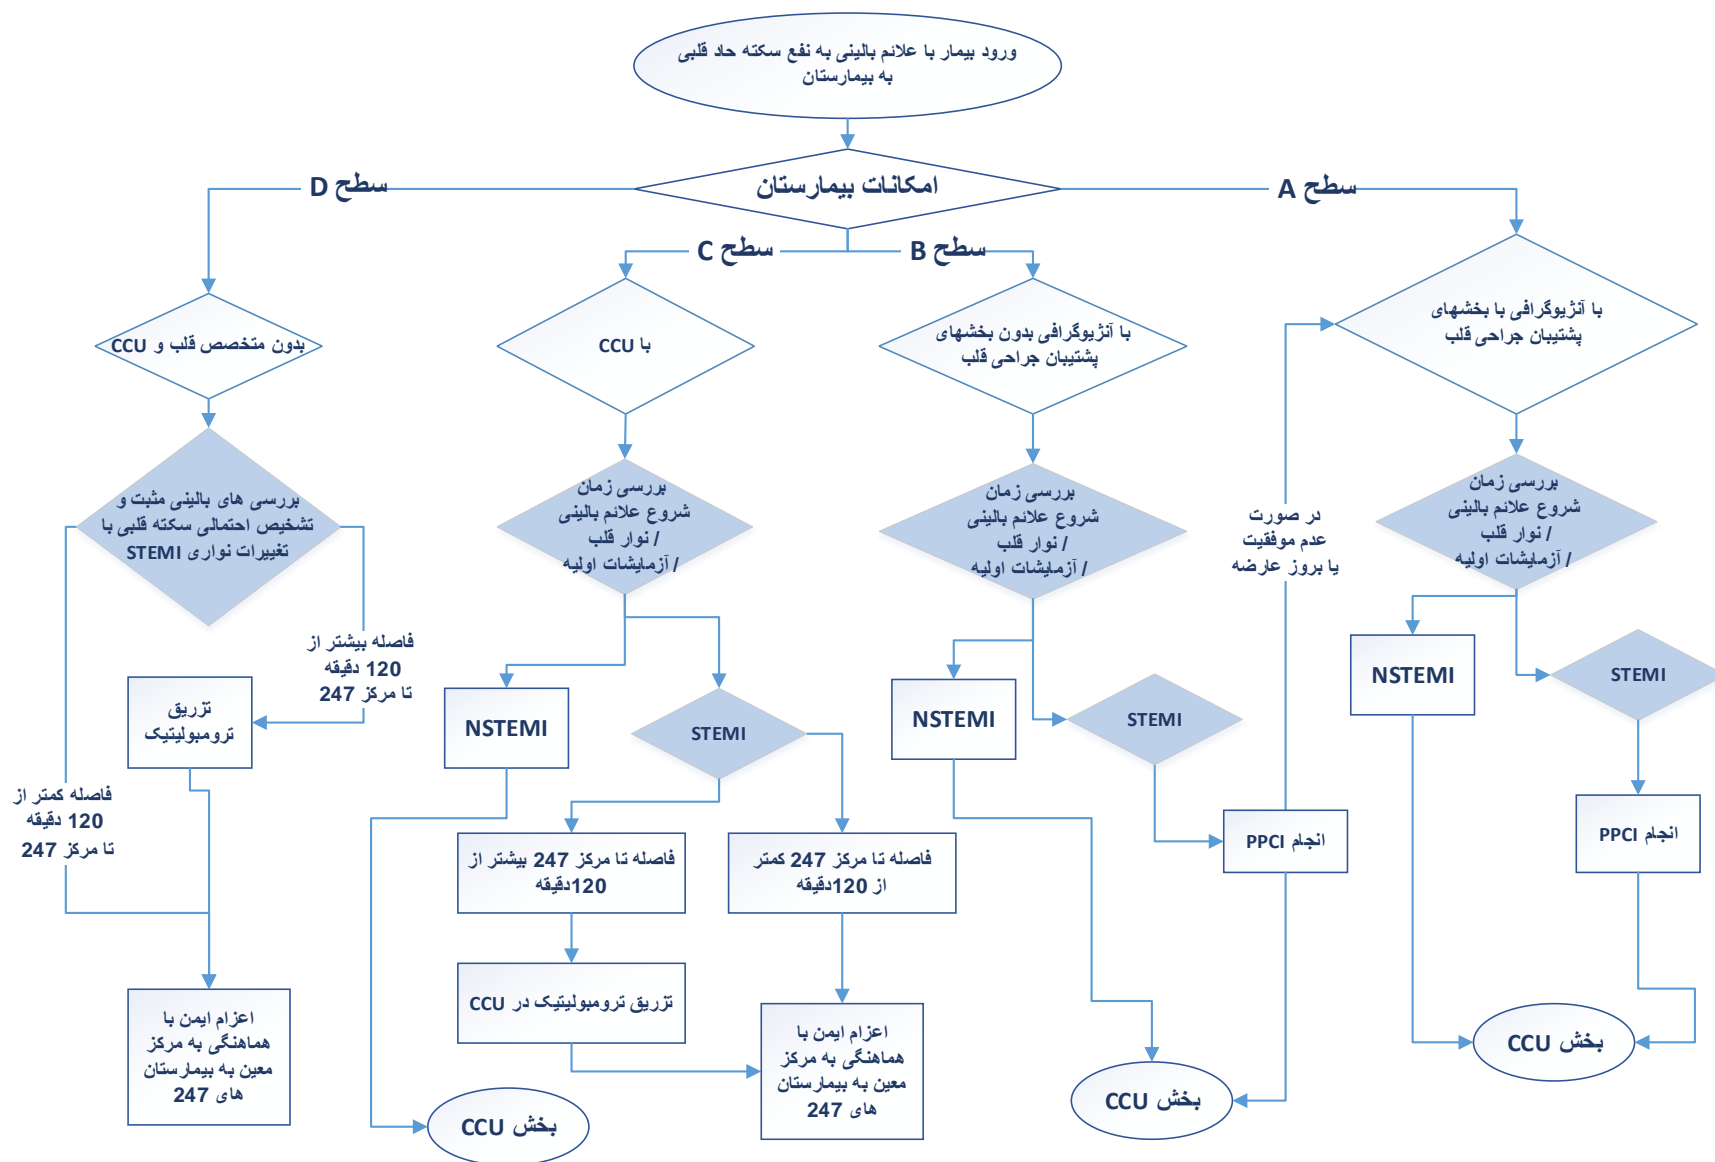 ورود بیمار با علائم بالینی به نفع سکته حاد قلبی
به بیمارستان
امکانات بیمارستان
سطح A
سطح B
سطح C
سطح D
با آنژیوگرافی با بخشهای
پشتیبان جراحی قلب
با آنژیوگرافی بدون بخشهای
پشتیبان جراحی قلب
با CCU
بدون متخصص قلب و CCU
بررسی زمان
شروع علائم بالینی
/ نوار قلب
/ آزمایشات اولیه
NSTEMI
STEMI
انجام PPCI
بخش CCU
در صورت
عدم موفقیت
یا بروز عارضه
بررسی زمان
شروع علائم بالینی
/ نوار قلب
/ آزمایشات اولیه
NSTEMI
STEMI
انجام PPCI
بخش CCU
بررسی زمان
شروع علائم بالینی
/ نوار قلب
/ آزمایشات اولیه
NSTEMI
STEMI
فاصله تا مرکز 247 کمتر
از 120دقیقه
فاصله تا مرکز 247 بیشتر از
120دقیقه
تزریق ترومبولیتیک در CCU
اعزام ایمن با
هماهنگی به مرکز
معین به بیمارستان
های 247
بخش CCU
بررسی های بالینی مثبت و
تشخیص احتمالی سکته قلبی با
تغییرات نواری STEMI
فاصله بیشتر از
120 دقیقه
تا مرکز 247
تزریق
ترومبولیتیک
فاصله کمتر از
120 دقیقه
تا مرکز 247
اعزام ایمن با
هماهنگی به مرکز
معین به بیمارستان
های 247